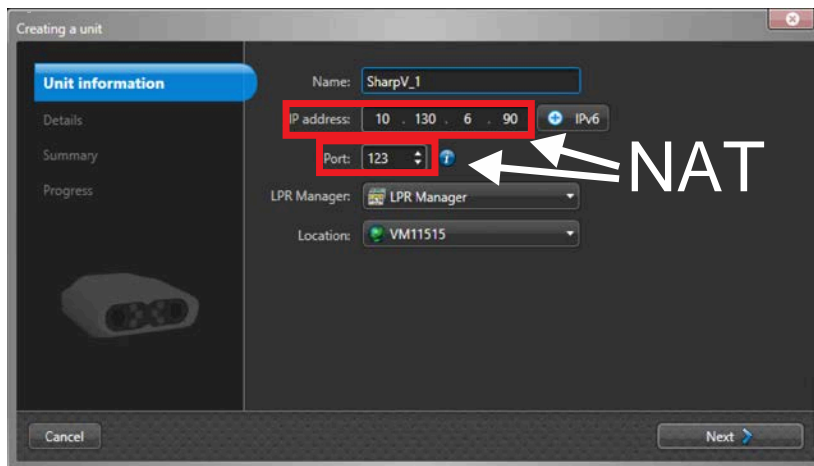 Creating a unit
Unit information
Details
Summary
Progress
Name: SharpV_1
IP address: 10 . 130 . 6 . 90 IPv6
Port: 123
NAT
LPR Manager: LPR Manager
Location: VM11515
Cancel
Next